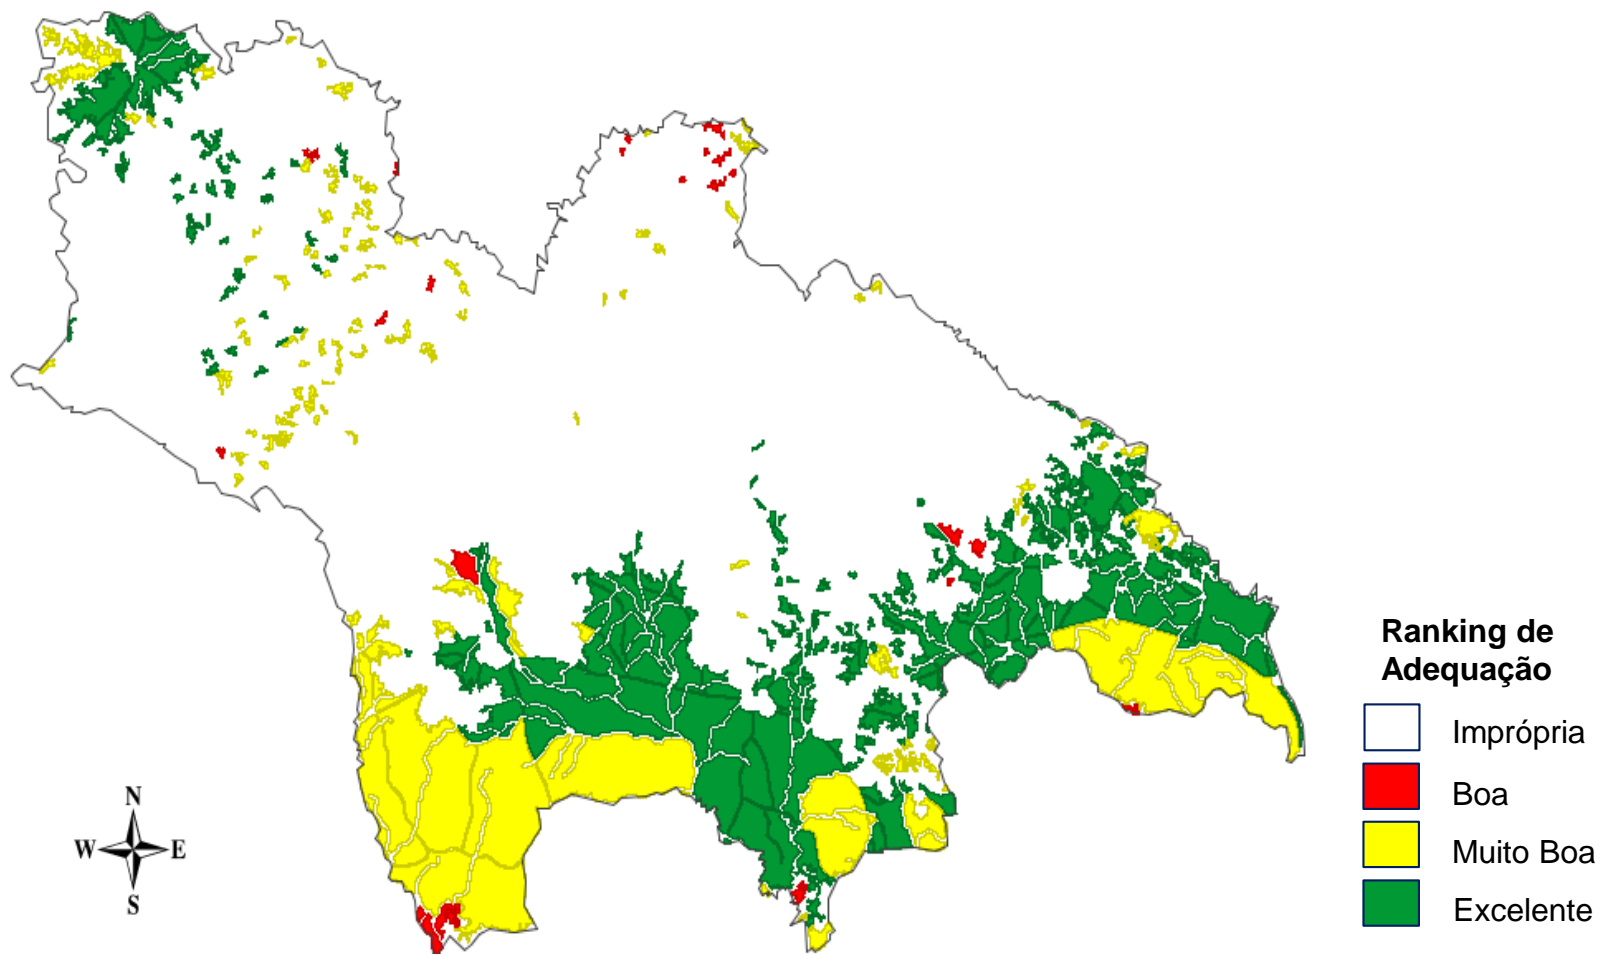 N
W E
S
Ranking de
Adequação
Imprópria
Boa
Muito Boa
Excelente